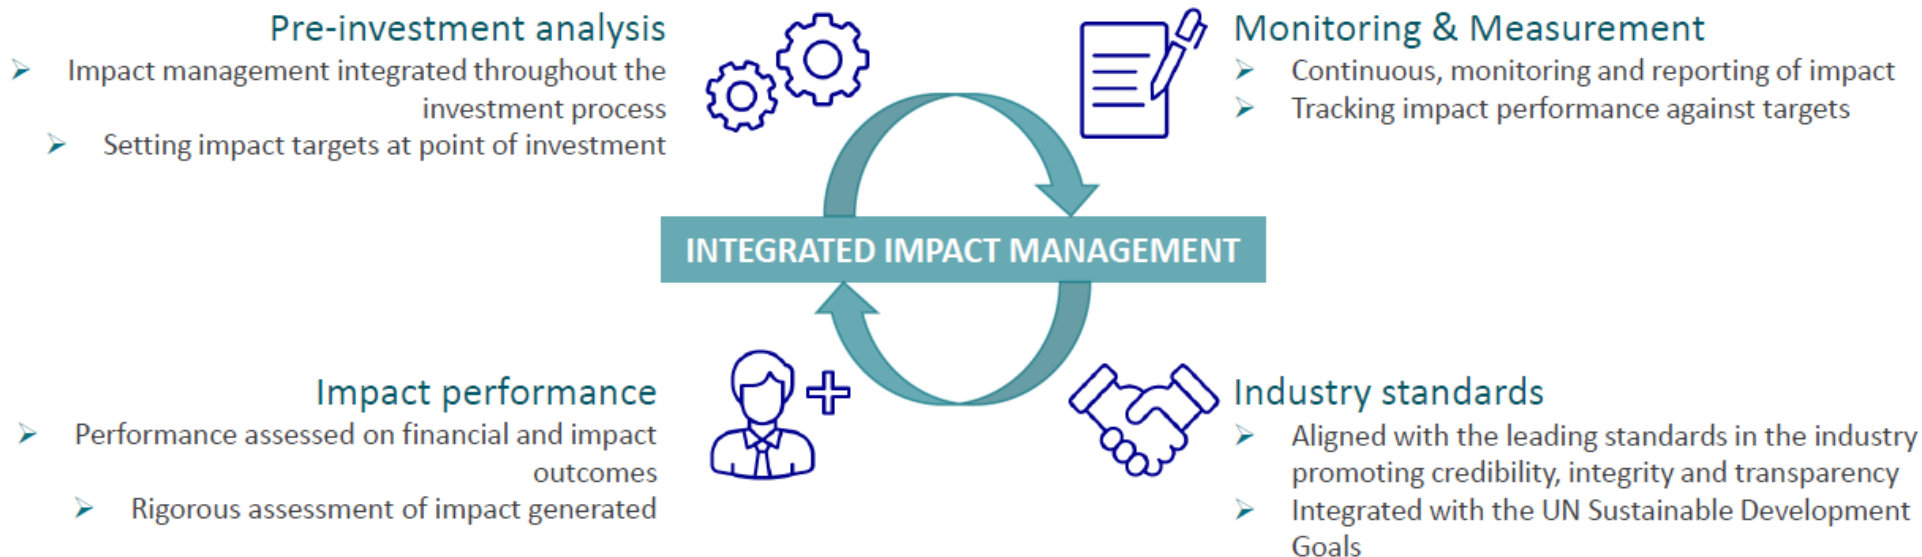 Pre-investment analysis
➢ Impact management integrated throughout the
investment process
➢ Setting impact targets at point of investment
Monitoring & Measurement
➢ Continuous, monitoring and reporting of impact
➢ Tracking impact performance against targets
INTEGRATED IMPACT MANAGEMENT
Impact performance
➢ Performance assessed on financial and impact
outcomes
➢ Rigorous assessment of impact generated
Industry standards
➢ Aligned with the leading standards in the industry
promoting credibility, integrity and transparency
➢ Integrated with the UN Sustainable Development
Goals